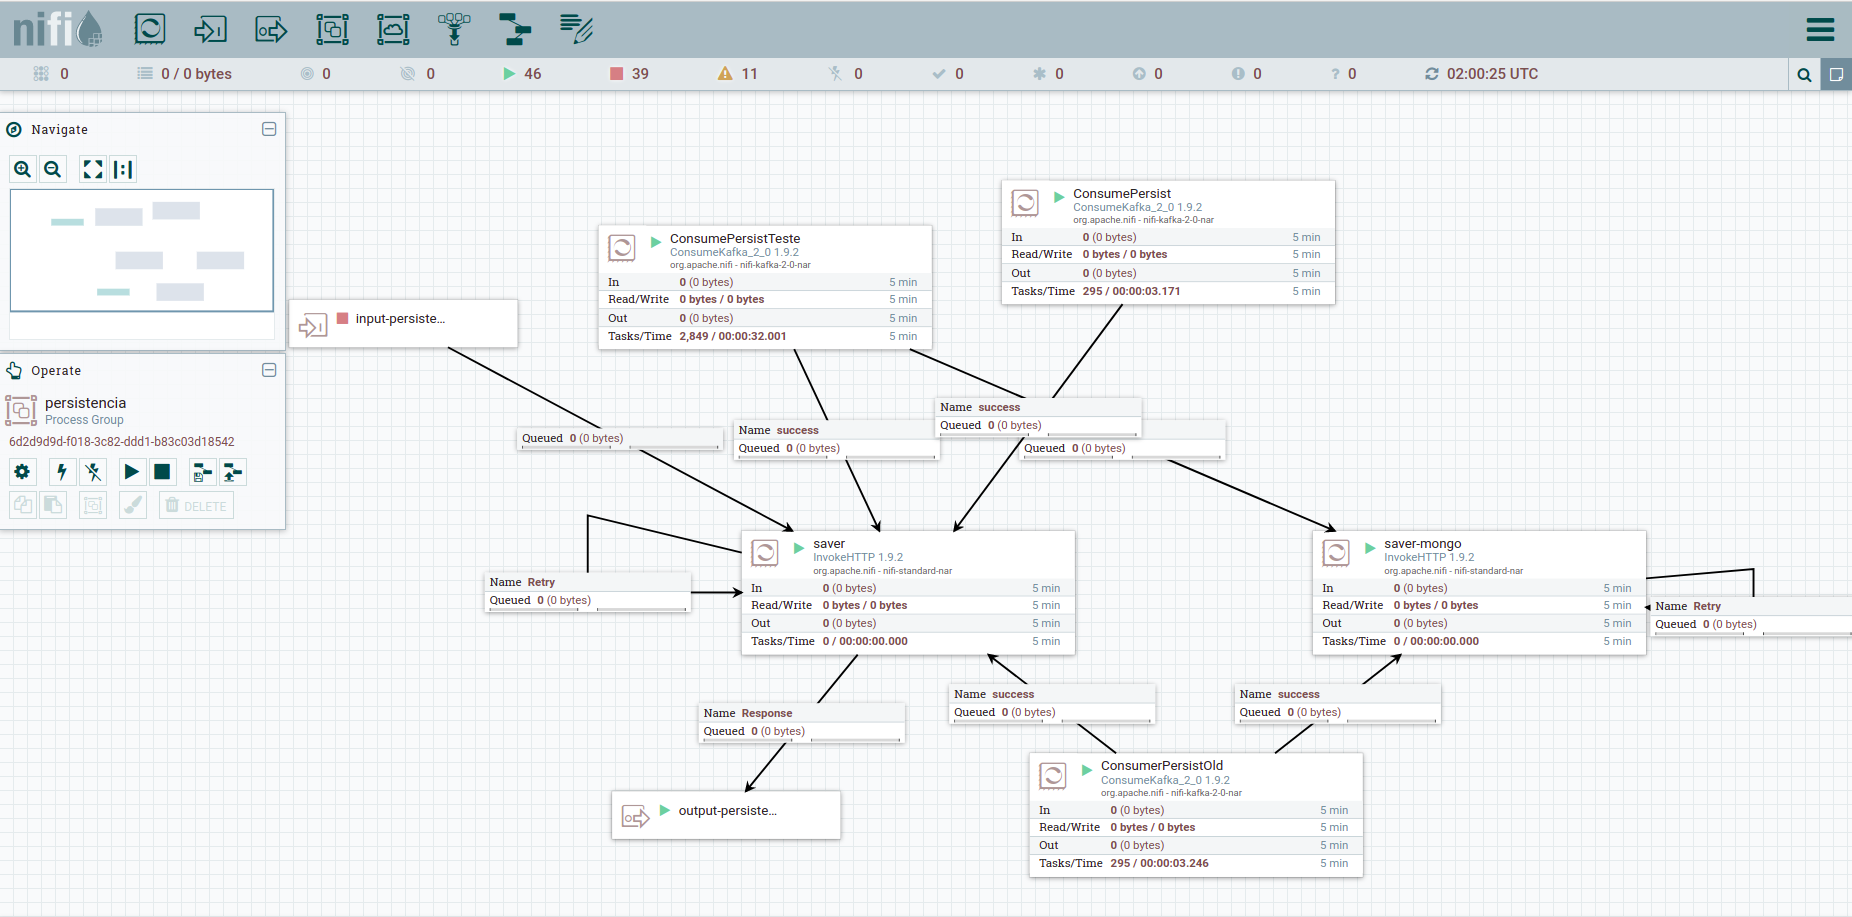 nifi
0
0 / 0 bytes
0
0
46
39
11
0
0
0
0
0
0
02:00:25 UTC
Navigate
Operate
persistencia
Process Group
6d2d9d9d-f018-3c82-ddd1-b83c03d18542
DELETE
input-persiste...
ConsumePersistTeste
ConsumeKafka_2_0 1.9.2
org.apache.nifi - nifi-kafka-2-0-nar
In 0 (0 bytes) 5 min
Read/Write 0 bytes / 0 bytes 5 min
Out 0 (0 bytes) 5 min
Tasks/Time 2,849 / 00:00:32.001 5 min
ConsumePersist
ConsumeKafka_2_0 1.9.2
org.apache.nifi - nifi-kafka-2-0-nar
In 0 (0 bytes) 5 min
Read/Write 0 bytes / 0 bytes 5 min
Out 0 (0 bytes) 5 min
Tasks/Time 295 / 00:00:03.171 5 min
Queued 0 (0 bytes)
Name success
Queued 0 (0 bytes)
Name success
Queued 0 (0 bytes)
Queued 0 (0 bytes)
Name Retry
Queued 0 (0 bytes)
saver
InvokeHTTP 1.9.2
org.apache.nifi - nifi-standard-nar
In 0 (0 bytes) 5 min
Read/Write 0 bytes / 0 bytes 5 min
Out 0 (0 bytes) 5 min
Tasks/Time 0 / 00:00:00.000 5 min
saver-mongo
InvokeHTTP 1.9.2
org.apache.nifi - nifi-standard-nar
In 0 (0 bytes) 5 min
Read/Write 0 bytes / 0 bytes 5 min
Out 0 (0 bytes) 5 min
Tasks/Time 0 / 00:00:00.000 5 min
Name Retry
Queued 0 (0 bytes)
Name Response
Queued 0 (0 bytes)
Name success
Queued 0 (0 bytes)
Name success
Queued 0 (0 bytes)
output-persiste...
ConsumerPersistOld
ConsumeKafka_2_0 1.9.2
org.apache.nifi - nifi-kafka-2-0-nar
In 0 (0 bytes) 5 min
Read/Write 0 bytes / 0 bytes 5 min
Out 0 (0 bytes) 5 min
Tasks/Time 295 / 00:00:03.246 5 min